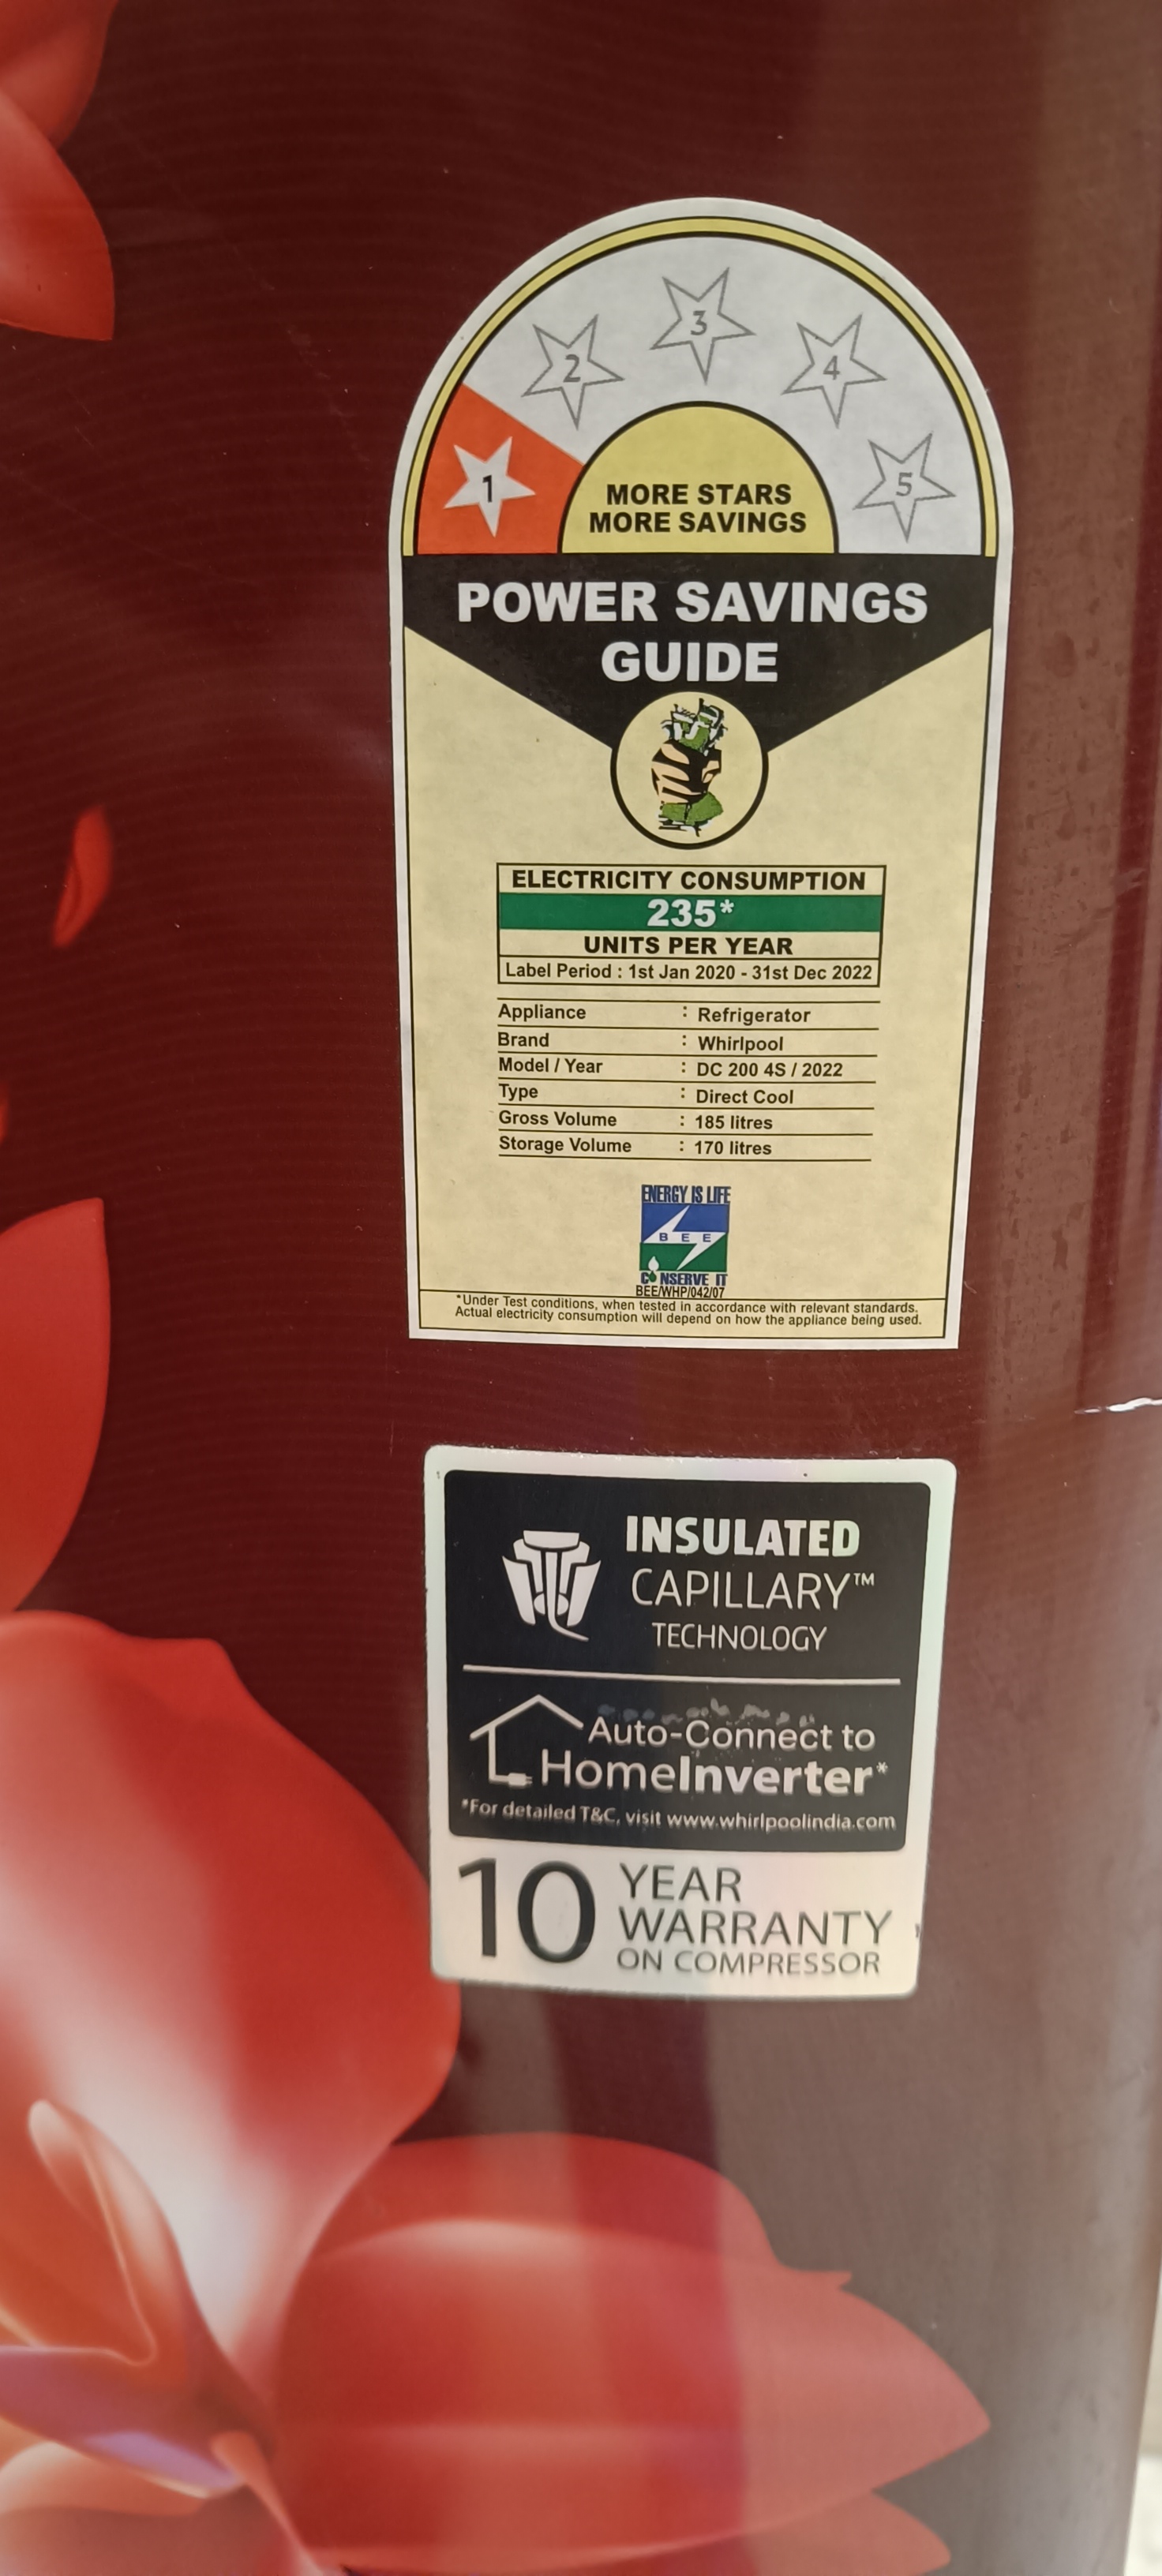 3
2
4
1
5
MORE STARS
MORE SAVINGS
POWER SAVINGS
GUIDE
ELECTRICITY CONSUMPTION
235*
UNITS PER YEAR
Label Period : 1st Jan 2020 - 31st Dec 2022
Appliance : Refrigerator
Brand : Whirlpool
Model / Year : DC 200 4S / 2022
Type : Direct Cool
Gross Volume : 185 litres
Storage Volume : 170 litres
ENERGY IS LIFE
BEE
CONSERVE IT
BEE/WHP/042/07
*Under Test conditions, when tested in accordance with relevant standards.
Actual electricity consumption will depend on how the appliance being used.
INSULATED
CAPILLARY™
TECHNOLOGY
Auto-Connect to
HomeInverter*
*For detailed T&C, visit www.whirlpoolindia.com
10 YEAR
WARRANTY
ON COMPRESSOR